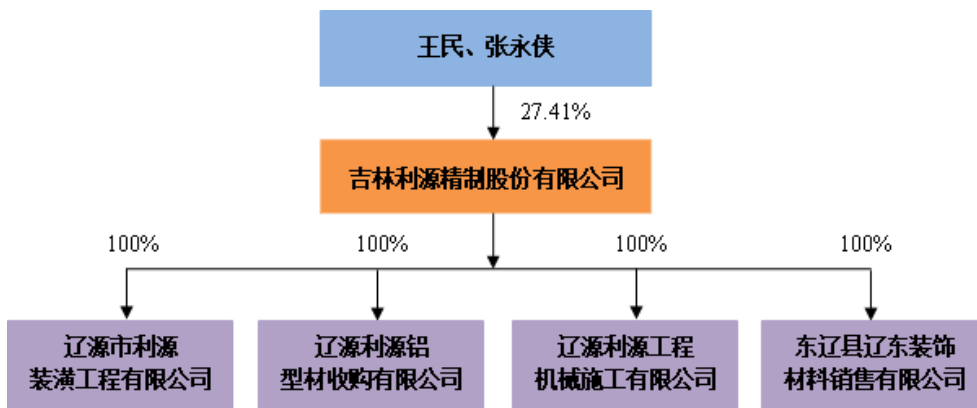 王民、张永侠
27.41%
吉林利源精制股份有限公司
100%
100%
100%
100%
辽源市利源
装潢工程有限公司
辽源利源铝
型材收购有限公司
辽源利源工程
机械施工有限公司
东辽县辽东装饰
材料销售有限公司